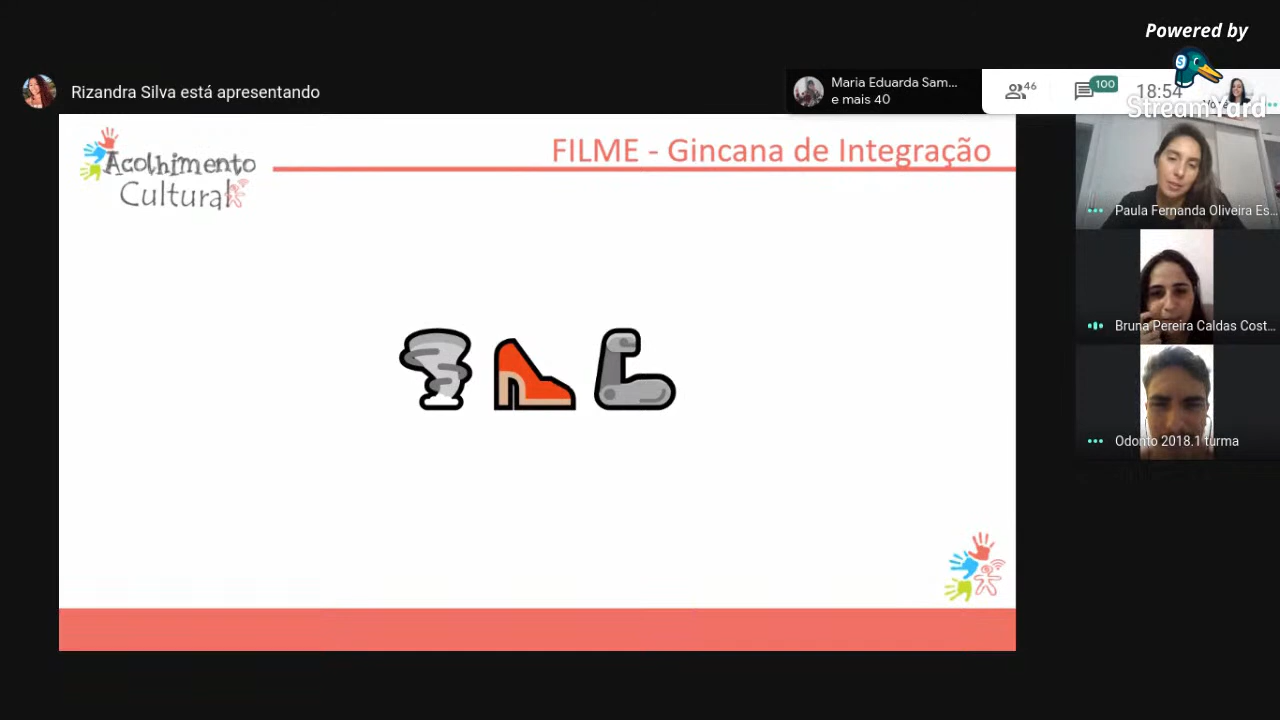 Powered by
StreamYard
Rizandra Silva está apresentando
Maria Eduarda Sam...
e mais 40
46
100
18:54
Acolhimento
Cultural
FILME - Gincana de Integração
Paula Fernanda Oliveira Es...
Bruna Pereira Caldas Cost...
Odonto 2018.1 turma